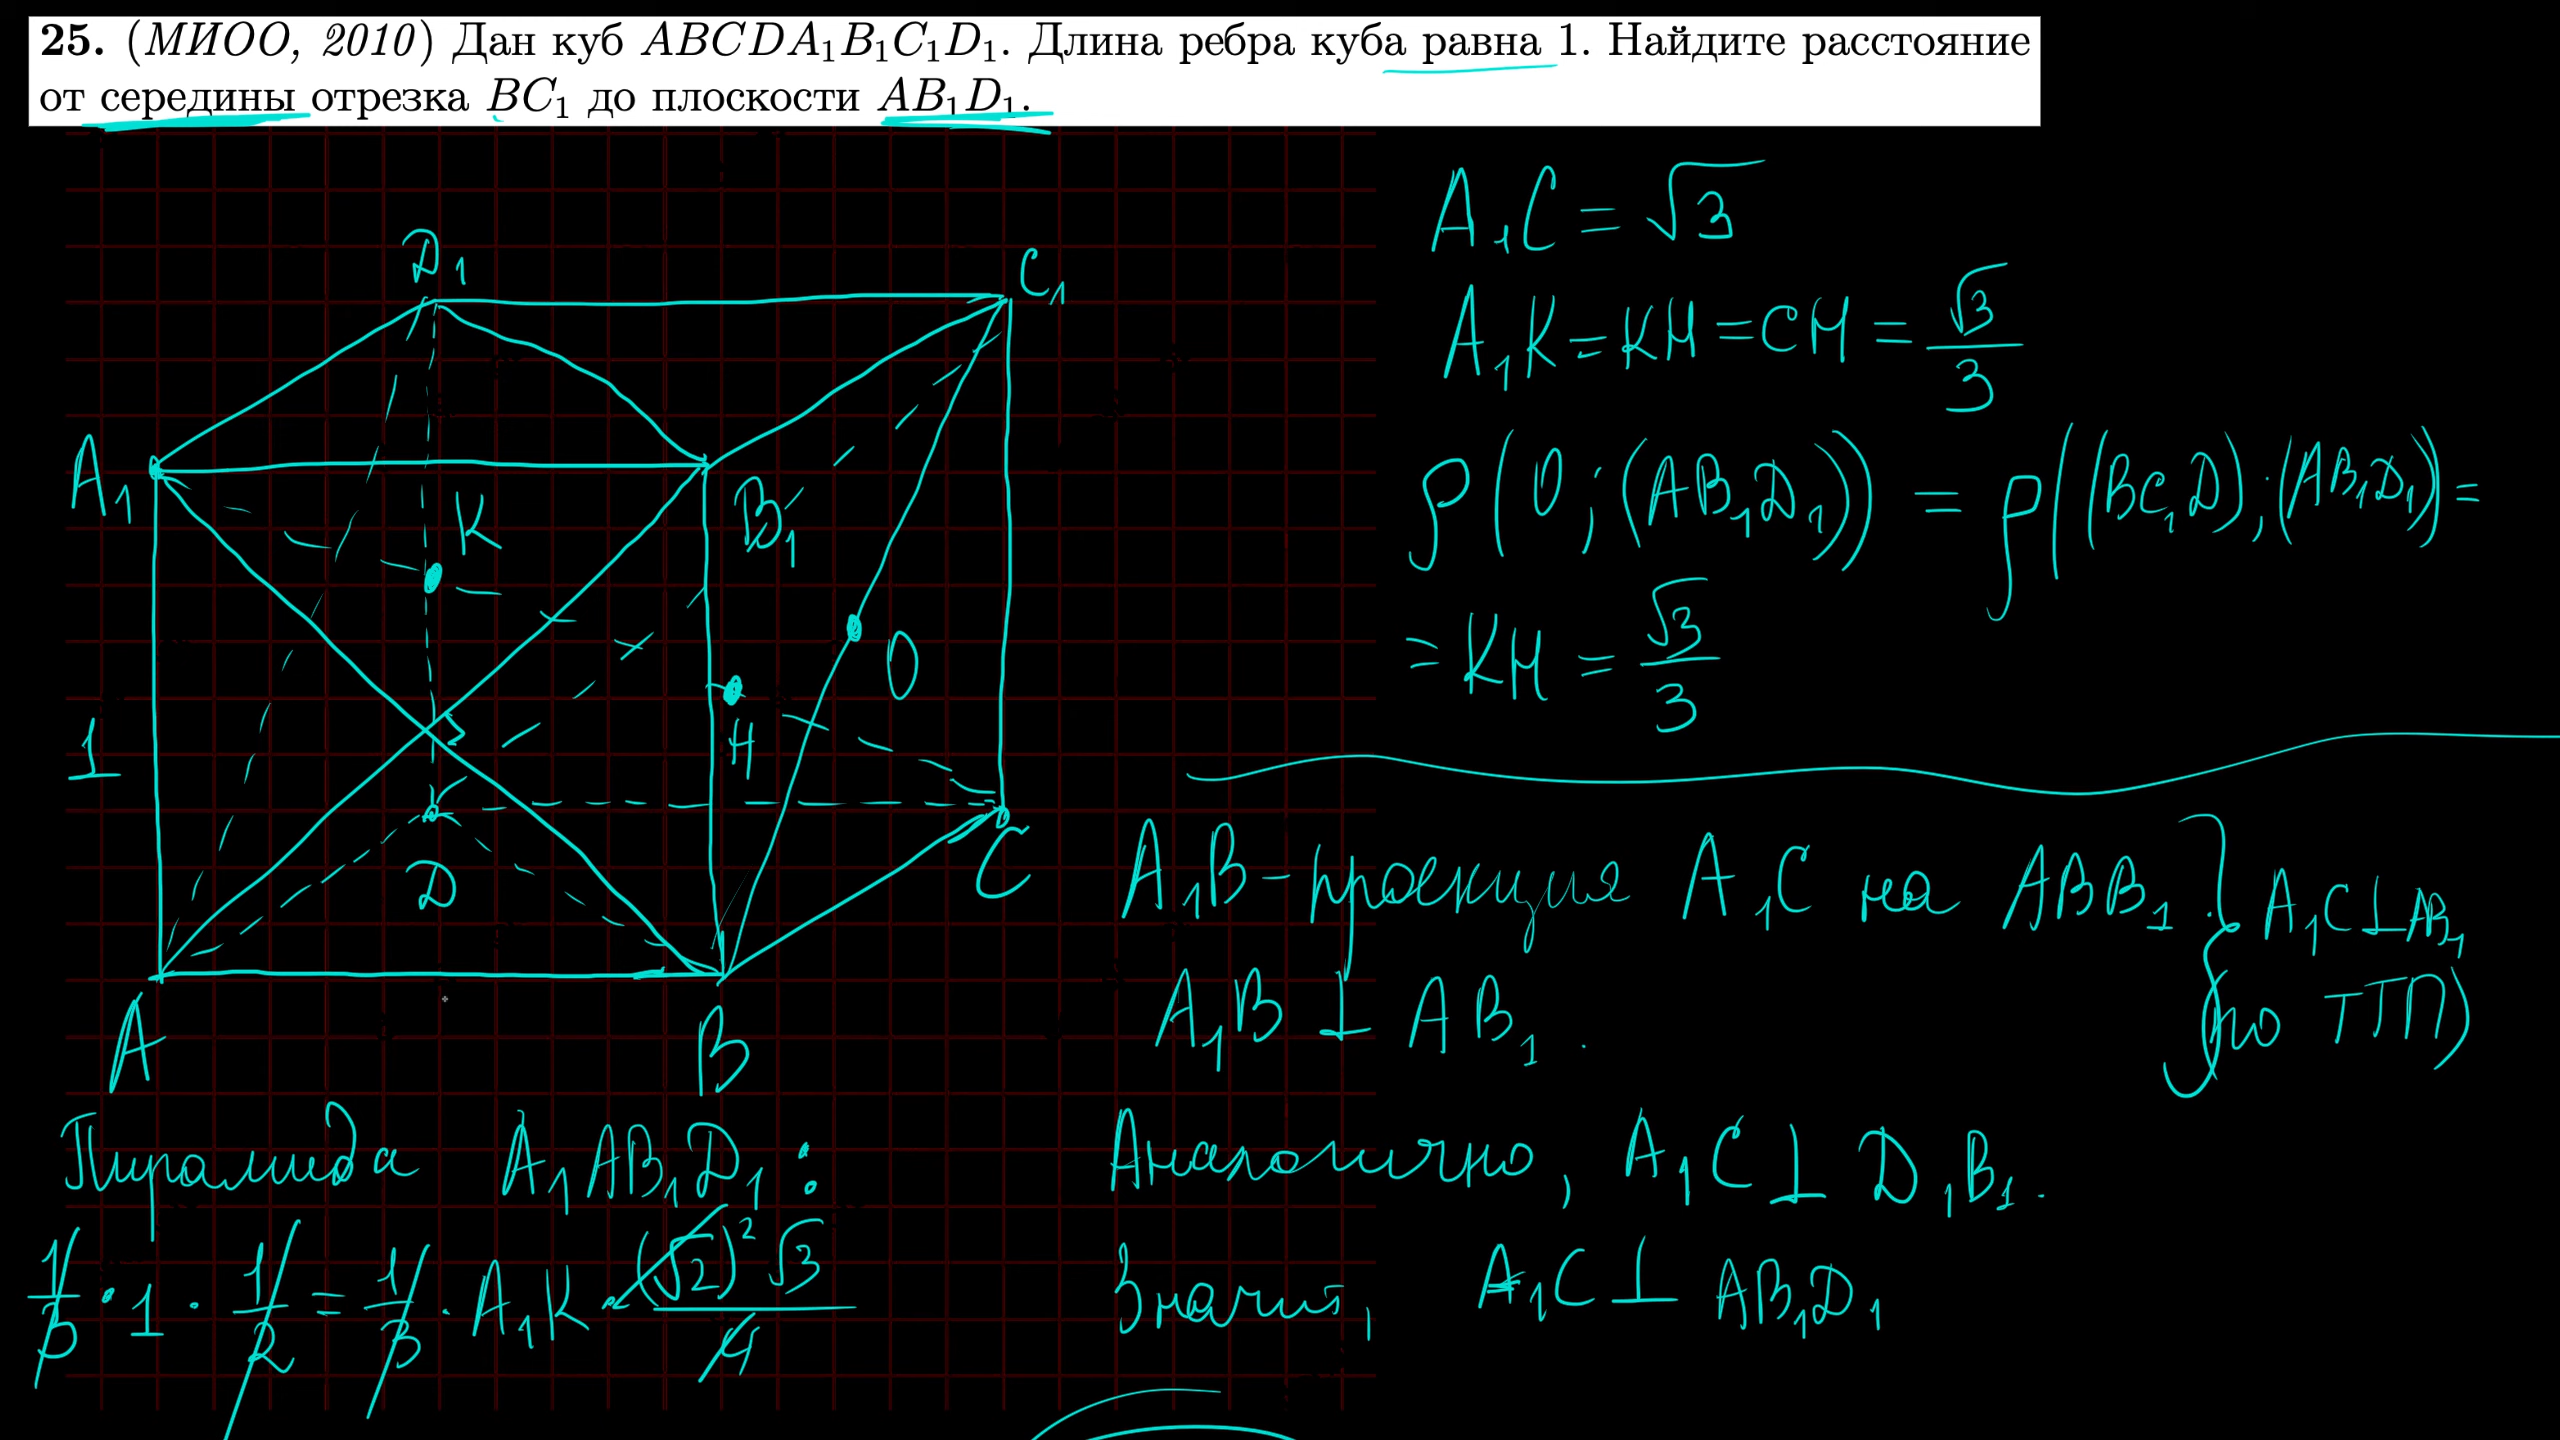 25. (МИОО, 2010) Дан куб ABCDA₁B₁C₁D₁. Длина ребра куба равна 1. Найдите расстояние
от середины отрезка BC₁ до плоскости AB₁D₁.
D₁
C₁
A₁
K
B₁
O
1
H
D
C
A
B
Пирамида A₁AB₁D₁:
1/3 · 1 · 1/2 = 1/3 · A₁K · (√2)²√3/4
A₁C = √3
A₁K = KH = CH = √3/3
ρ(O; (AB₁D₁)) = ρ((BC₁D); (AB₁D₁)) =
= KH = √3/3
A₁B – проекция A₁C на ABB₁ } A₁C ⊥ AB₁
A₁B ⊥ AB₁. (по ТТП)
Аналогично, A₁C ⊥ D₁B₁.
Значит, A₁C ⊥ AB₁D₁